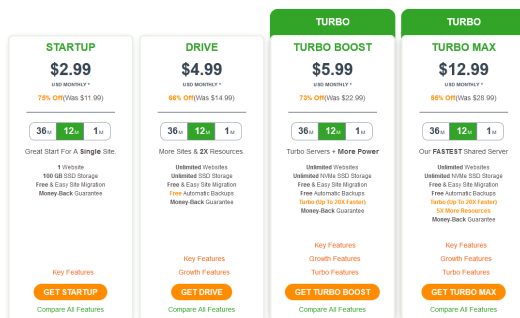 TURBO
TURBO
STARTUP
$2.99
USD MONTHLY *
75% Off(Was $11.99)
36M 12M 1M
Great Start For A Single Site.
1 Website
100 GB SSD Storage
Free & Easy Site Migration
Money-Back Guarantee
Key Features
GET STARTUP
Compare All Features
DRIVE
$4.99
USD MONTHLY *
66% Off(Was $14.99)
36M 12M 1M
More Sites & 2X Resources.
Unlimited Websites
Unlimited SSD Storage
Free & Easy Site Migration
Free Automatic Backups
Money-Back Guarantee
Key Features
Growth Features
GET DRIVE
Compare All Features
TURBO BOOST
$5.99
USD MONTHLY *
73% Off(Was $22.99)
36M 12M 1M
Turbo Servers + More Power
Unlimited Websites
Unlimited NVMe SSD Storage
Free & Easy Site Migration
Free Automatic Backups
Turbo (Up To 20X Faster)
Money-Back Guarantee
Key Features
Growth Features
Turbo Features
GET TURBO BOOST
Compare All Features
TURBO MAX
$12.99
USD MONTHLY *
55% Off(Was $28.99)
36M 12M 1M
Our FASTEST Shared Server
Unlimited Websites
Unlimited NVMe SSD Storage
Free & Easy Site Migration
Free Automatic Backups
Turbo (Up To 20X Faster)
5X More Resources
Money-Back Guarantee
Key Features
Growth Features
Turbo Features
GET TURBO MAX
Compare All Features